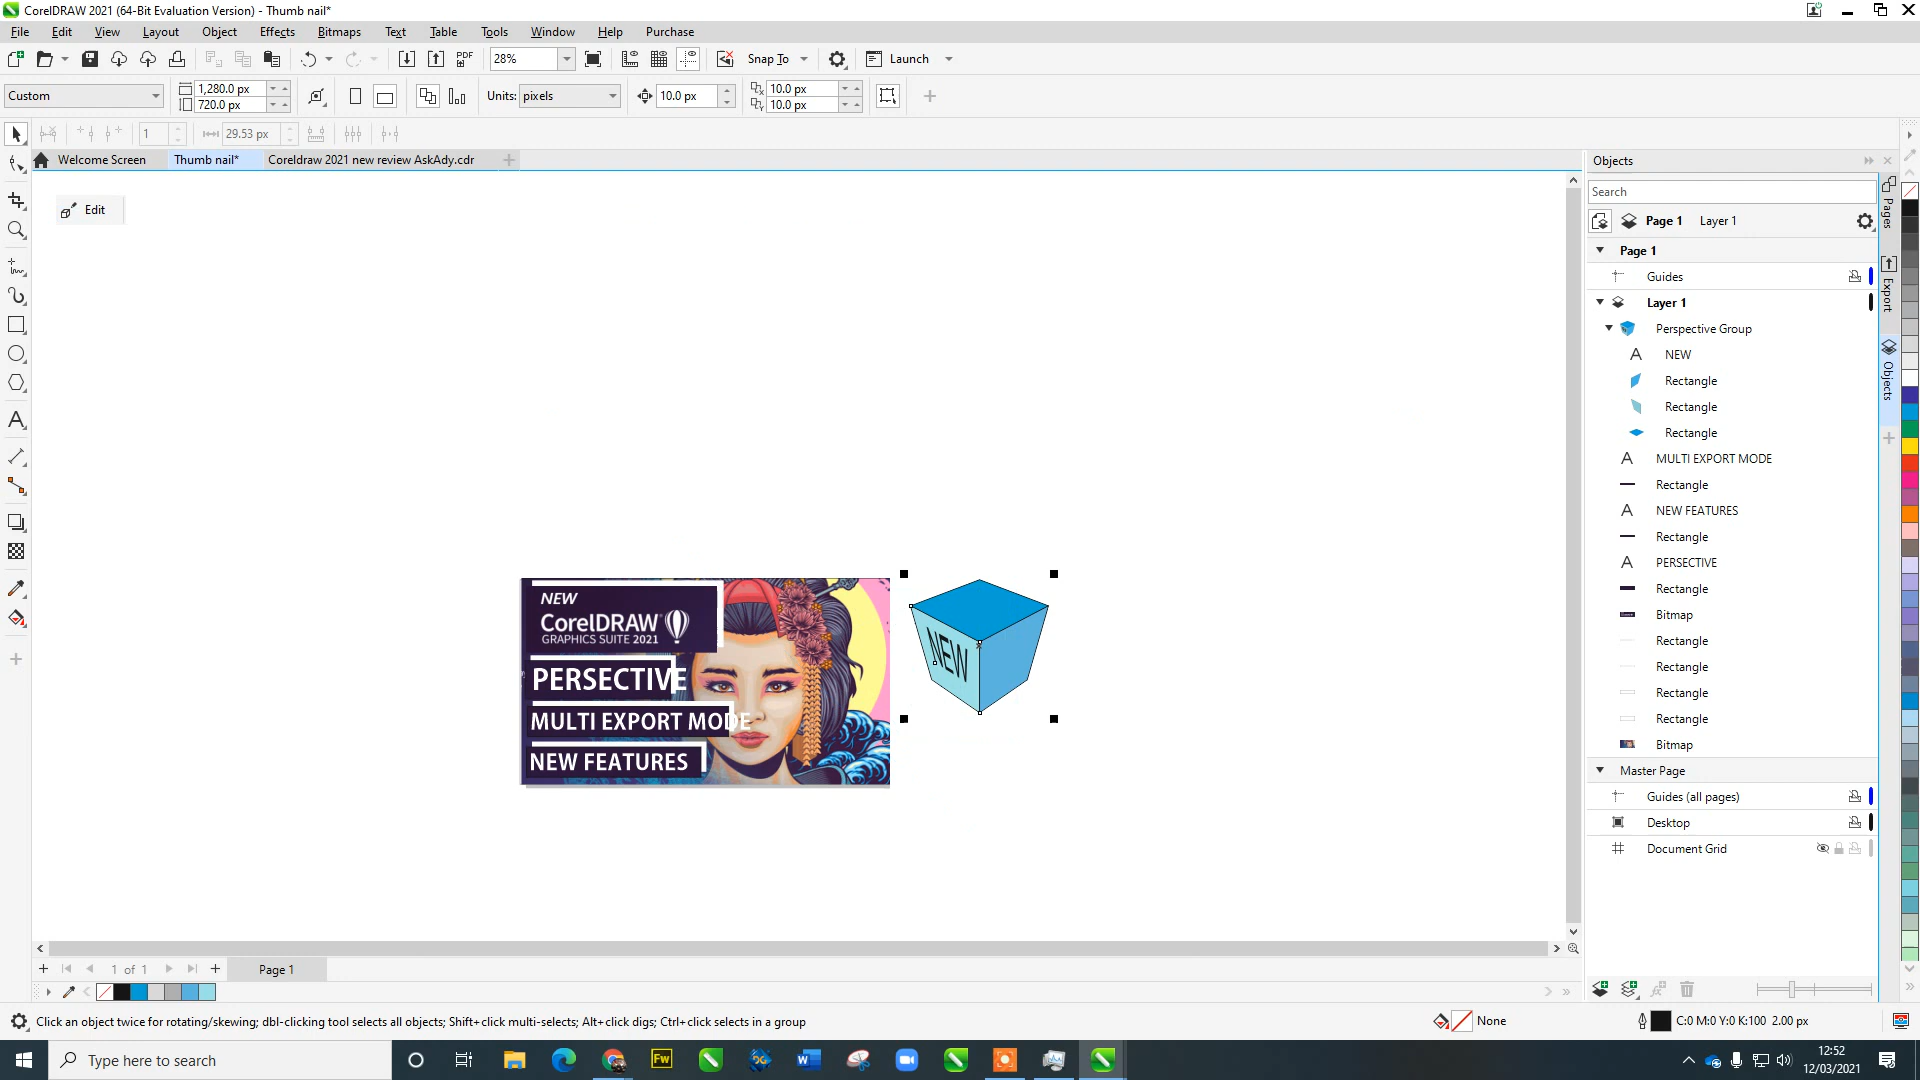 CorelDRAW 2021 (64-Bit Evaluation Version) - Thumb nail*
File Edit View Layout Object Effects Bitmaps Text Table Tools Window Help Purchase
PDF 28% Snap To Launch
Custom 1,280.0 px 720.0 px Units: pixels 10.0 px 10.0 px 10.0 px
1 29.53 px
Welcome Screen Thumb nail* Coreldraw 2021 new review AskAdy.cdr
Edit
NEW
CorelDRAW
GRAPHICS SUITE 2021
PERSECTIVE
MULTI EXPORT MODE
NEW FEATURES
NEW
Objects
Search
Page 1 Layer 1
Page 1
Guides
Layer 1
Perspective Group
NEW
Rectangle
Rectangle
Rectangle
MULTI EXPORT MODE
Rectangle
NEW FEATURES
Rectangle
PERSPECTIVE
Rectangle
Bitmap
Rectangle
Rectangle
Rectangle
Rectangle
Bitmap
Master Page
Guides (all pages)
Desktop
Document Grid
Pages
Export
Objects
1 of 1 Page 1
Click an object twice for rotating/skewing; dbl-clicking tool selects all objects; Shift+click multi-selects; Alt+click digs; Ctrl+click selects in a group
None C:0 M:0 Y:0 K:100 2.00 px
Type here to search
Fw
12:52
12/03/2021